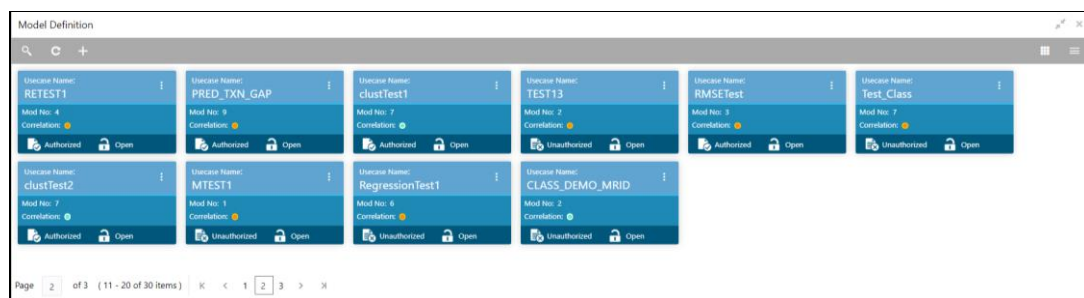 Model Definition
Usecase Name:
RETEST1
Mod No: 4
Correlation:
Authorized Open
Usecase Name:
PRED_TXN_GAP
Mod No: 9
Correlation:
Authorized Open
Usecase Name:
clustTest1
Mod No: 7
Correlation:
Authorized Open
Usecase Name:
TEST13
Mod No: 2
Correlation:
Unauthorized Open
Usecase Name:
RMSETest
Mod No: 3
Correlation:
Authorized Open
Usecase Name:
Test_Class
Mod No: 7
Correlation:
Unauthorized Open
Usecase Name:
clustTest2
Mod No: 7
Correlation:
Authorized Open
Usecase Name:
MTEST1
Mod No: 1
Correlation:
Unauthorized Open
Usecase Name:
RegressionTest1
Mod No: 6
Correlation:
Unauthorized Open
Usecase Name:
CLASS_DEMO_MRID
Mod No: 2
Correlation:
Unauthorized Open
Page 2 of 3 ( 11 - 20 of 30 items ) 1 2 3